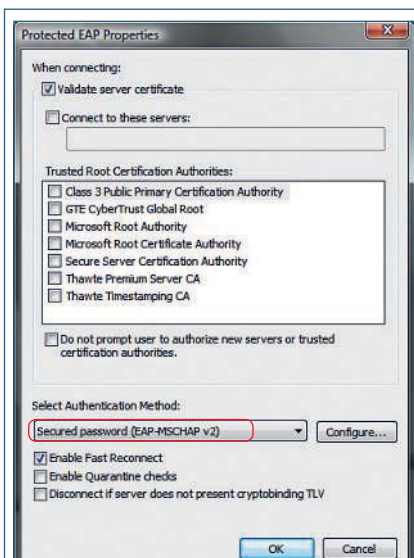 Protected EAP Properties
When connecting:
Validate server certificate
Connect to these servers:
Trusted Root Certification Authorities:
Class 3 Public Primary Certification Authority
GTE CyberTrust Global Root
Microsoft Root Authority
Microsoft Root Certificate Authority
Secure Server Certification Authority
Thawte Premium Server CA
Thawte Timestamping CA
Do not prompt user to authorize new servers or trusted
certification authorities.
Select Authentication Method:
Secured password (EAP-MSCHAP v2) Configure...
Enable Fast Reconnect
Enable Quarantine checks
Disconnect if server does not present cryptobinding TLV
OK Cancel